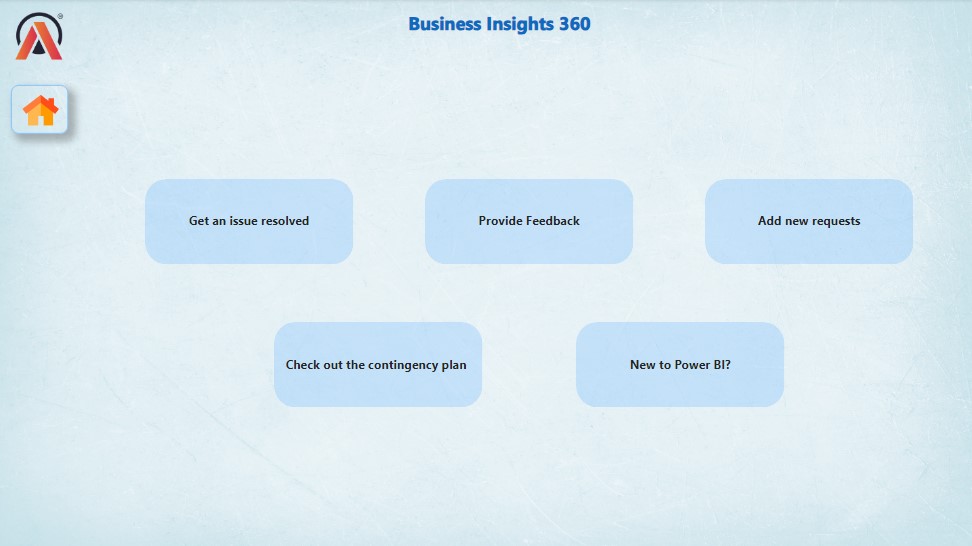 Business Insights 360
®
Get an issue resolved
Provide Feedback
Add new requests
Check out the contingency plan
New to Power BI?